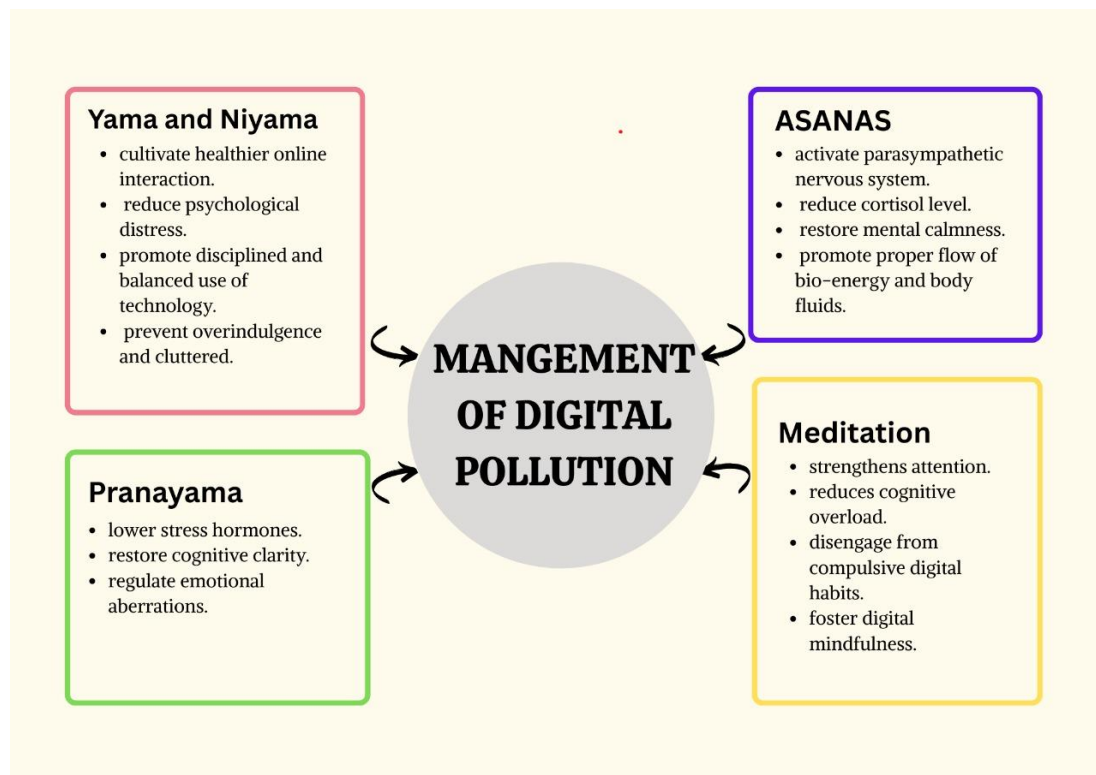 Yama and Niyama
• cultivate healthier online
interaction.
• reduce psychological
distress.
• promote disciplined and
balanced use of
technology.
• prevent overindulgence
and cluttered.
Pranayama
• lower stress hormones.
• restore cognitive clarity.
• regulate emotional
aberrations.
MANGEMENT
OF DIGITAL
POLLUTION
ASANAS
• activate parasympathetic
nervous system.
• reduce cortisol level.
• restore mental calmness.
• promote proper flow of
bio-energy and body
fluids.
Meditation
• strengthens attention.
• reduces cognitive
overload.
• disengage from
compulsive digital
habits.
• foster digital
mindfulness.